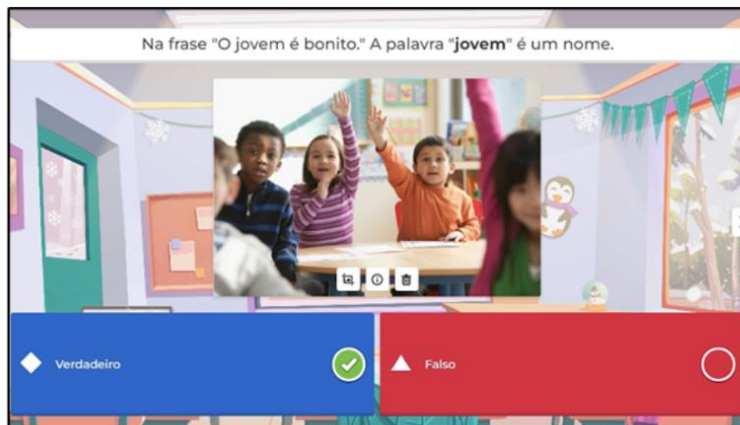 Na frase "O jovem é bonito." A palavra "jovem" é um nome.
Verdadeiro
Falso